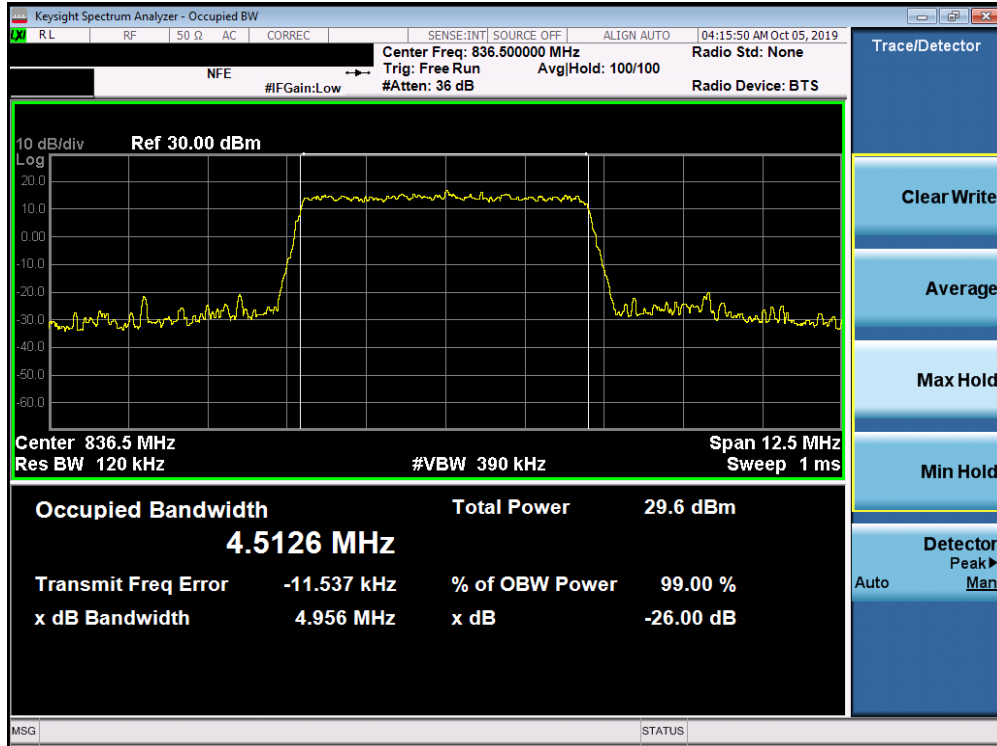 Keysight Spectrum Analyzer - Occupied BW
LXI RL RF 50 Ω AC CORREC SENSE:INT SOURCE OFF ALIGN AUTO 04:15:50 AM Oct 05, 2019
Center Freq: 836.500000 MHz Radio Std: None
NFE Trig: Free Run Avg|Hold: 100/100
#IFGain:Low #Atten: 36 dB Radio Device: BTS
Trace/Detector
10 dB/div Ref 30.00 dBm
Log
20.0
10.0
0.00
-10.0
-20.0
-30.0
-40.0
-50.0
-60.0
Center 836.5 MHz Span 12.5 MHz
Res BW 120 kHz #VBW 390 kHz Sweep 1 ms
Occupied Bandwidth Total Power 29.6 dBm
4.5126 MHz
Transmit Freq Error -11.537 kHz % of OBW Power 99.00 %
x dB Bandwidth 4.956 MHz x dB -26.00 dB
Clear Write
Average
Max Hold
Min Hold
Detector
Peak▶
Auto Man
MSG STATUS